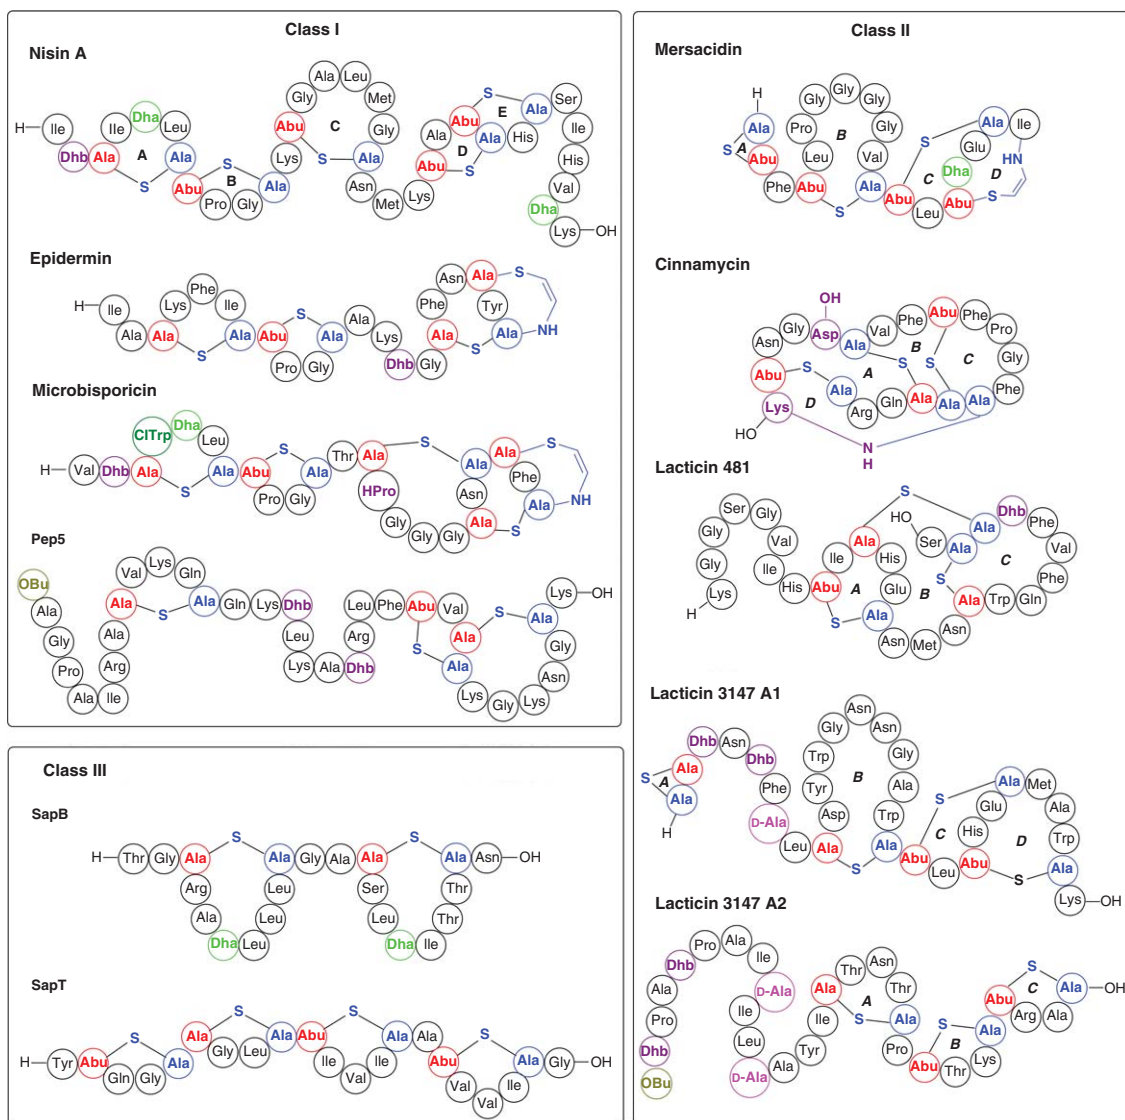 Class I
Nisin A
H Ile Dhb Ala Ile Dha Leu Ala S A
Abu Pro Gly Ala S B
Lys Abu Gly Ala Leu Met Gly Ala S C
Asn Met Lys Abu Ala Abu S D Ala S E His Ala Ser Ile His Val Dha Lys OH
Epidermin
H Ile Ala Ala Lys Phe Ile Ala S Abu Pro Gly Ala S Ala Lys Dhb Gly Ala Phe Asn Ala S Tyr Ala S NH
Microbisporicin
H Val Dhb Ala ClTrp Dha Leu Ala S Abu Pro Gly Ala S Thr Ala S HPro Gly Gly Gly Ala Asn Ala S Ala Phe Ala S NH
Pep5
OBu Ala Gly Pro Ala Ile Arg Ala Ala Val Lys Gln Ala S Gln Lys Dhb Leu Lys Ala Dhb Arg Leu Phe Abu Val Ala S Ala S Lys Gly Lys Asn Gly Ala Lys OH
Class III
SapB
H Thr Gly Ala S Arg Ala Dha Leu Leu Leu Ala Gly Ala Ala S Ser Leu Dha Ile Thr Thr Ala Asn OH
SapT
H Tyr Abu S Gln Gly Ala Ala S Gly Leu Ala Abu S Ile Val Ile Ala Ala Abu S Val Val Ile Ala Gly OH
Class II
Mersacidin
H Ala S A Abu Phe Abu Leu Pro Gly Gly Gly Gly Val Ala S B
Abu S C Leu Abu Dha Glu Ala Ile HN S D
Cinnamycin
OH
HO Lys Abu S Asn Gly Asp Ala Val Phe Abu Phe Pro Gly Phe Ala Ala Ala Gln Arg Ala S S
A B C D
N
H
Lacticin 481
H Lys Gly Gly Ser Gly Val Ile His Abu Ile Ala S His Glu Ala S Asn Met Asn Ala S Trp Gln Phe Val Phe Dhb Ala Ala Ser HO
A B C
Lacticin 3147 A1
H Ala S A Ala Dhb Asn Dhb Phe D-Ala Leu Ala Asp Tyr Trp Gly Asn Asn Gly Ala Trp Ala S B
Abu S C Leu Abu His Glu Ala Met Ala Trp Ala S D Lys OH
Lacticin 3147 A2
OBu Dhb Pro Ala Dhb Pro Ala Ile D-Ala Ile Leu D-Ala Ala Tyr Ile Ala Thr Asn Thr Ala S A
Pro Abu Thr Lys Ala S B
Abu Arg Ala Ala S C OH